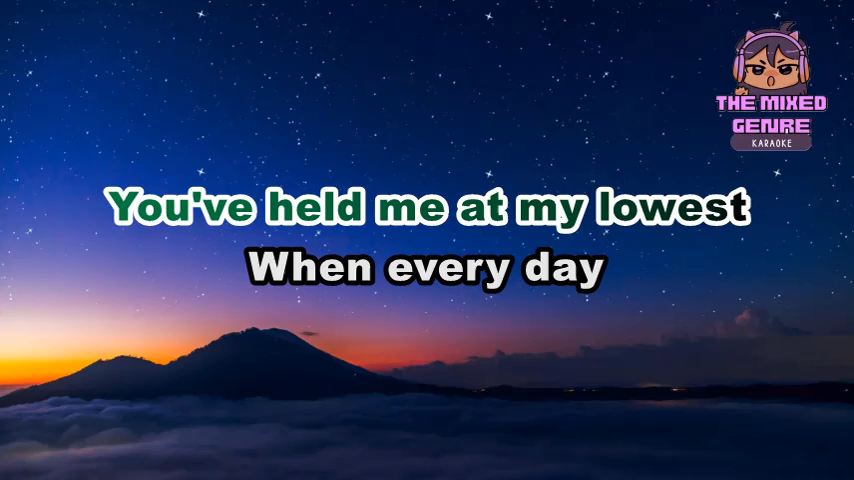 THE MIXED
GENRE
KARAOKE
You've held me at my lowest
When every day